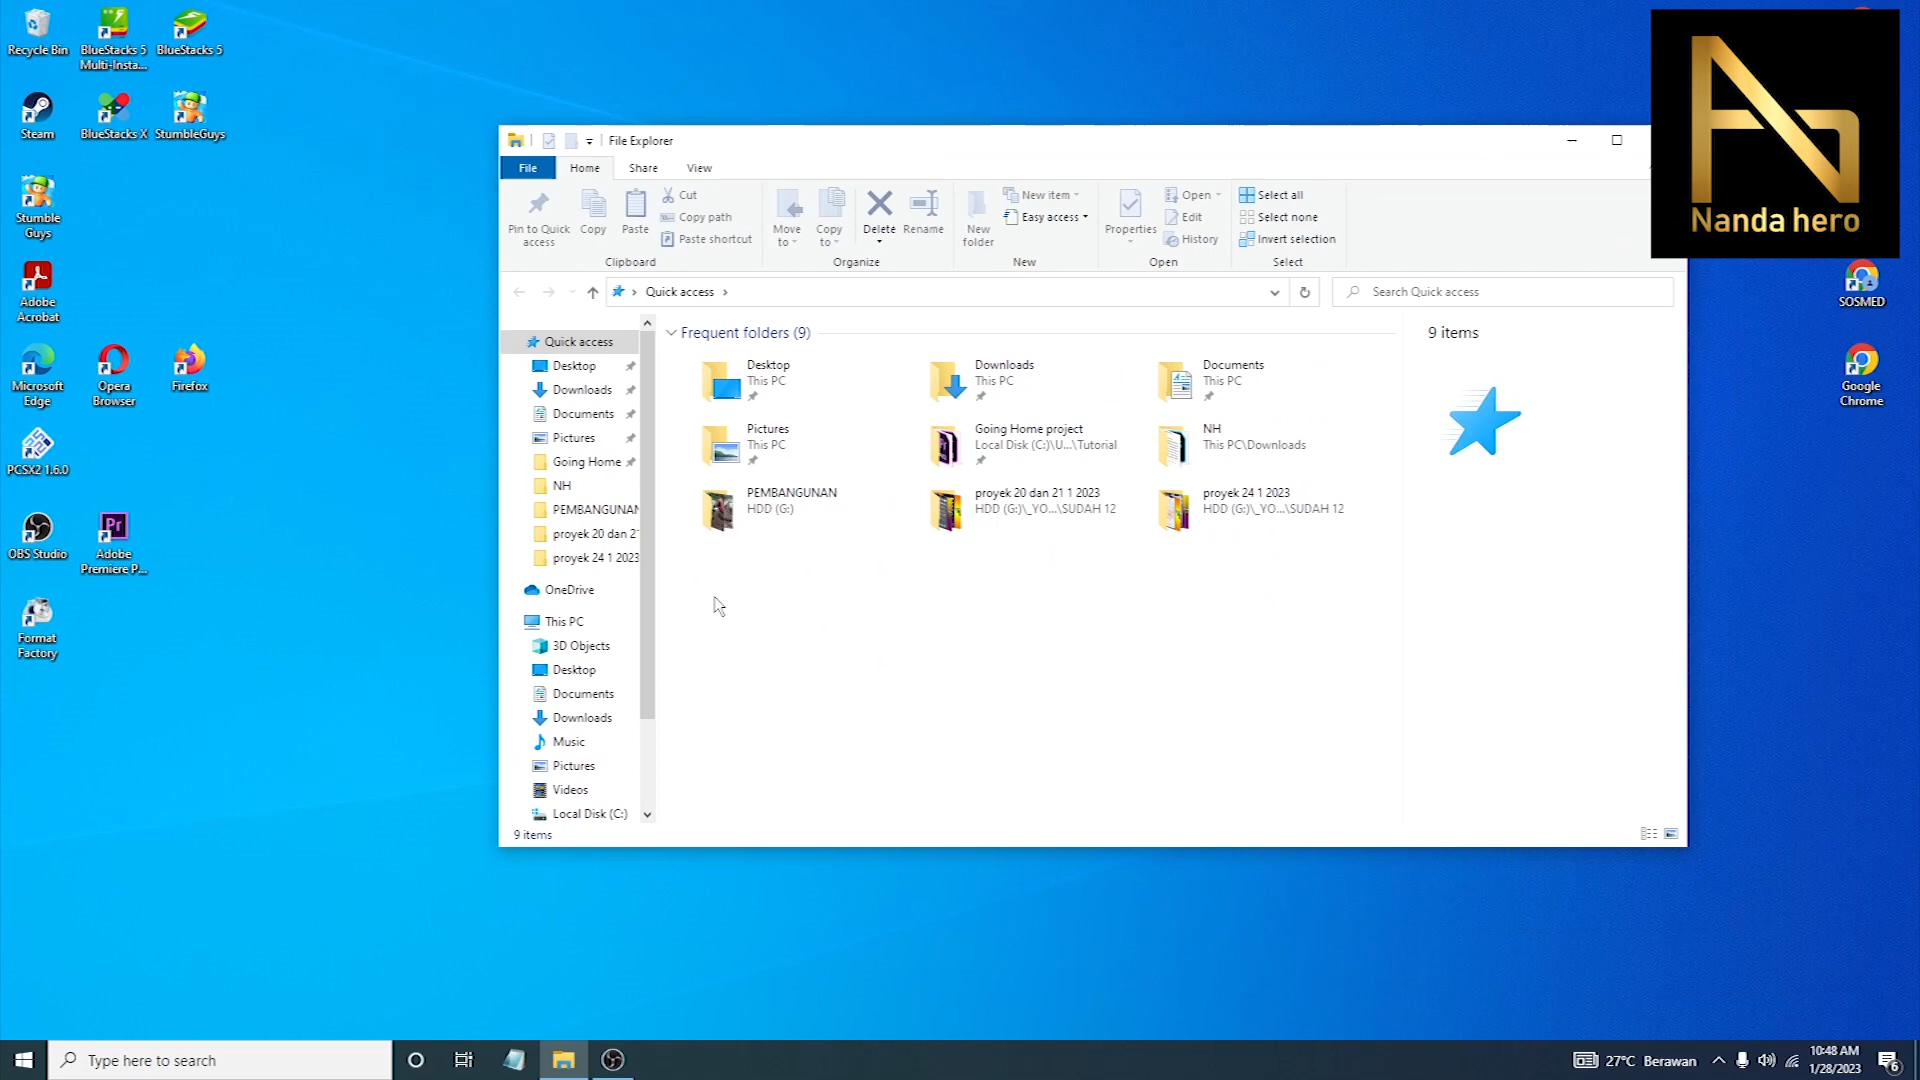 Recycle Bin
BlueStacks 5
Multi-Insta...
BlueStacks 5
Steam
BlueStacks X
StumbleGuys
Stumble
Guys
Adobe
Acrobat
Microsoft
Edge
Opera
Browser
Firefox
PCSX2 1.6.0
OBS Studio
Adobe
Premiere P...
Format
Factory
File Explorer
File
Home
Share
View
Pin to Quick
access
Copy
Paste
Cut
Copy path
Paste shortcut
Clipboard
Move
to
Copy
to
Delete
Rename
Organize
New
folder
New item
Easy access
New
Properties
Open
Edit
History
Open
Select all
Select none
Invert selection
Select
Quick access
Search Quick access
Quick access
Desktop
Downloads
Documents
Pictures
Going Home
NH
PEMBANGUNAN
proyek 20 dan 2
proyek 24 1 2023
OneDrive
This PC
3D Objects
Desktop
Documents
Downloads
Music
Pictures
Videos
Local Disk (C:)
9 items
Frequent folders (9)
Desktop
This PC
Downloads
This PC
Documents
This PC
Pictures
This PC
Going Home project
Local Disk (C:)\U...\Tutorial
NH
This PC\Downloads
PEMBANGUNAN
HDD (G:)
proyek 20 dan 21 1 2023
HDD (G:)\_YO...\SUDAH 12
proyek 24 1 2023
HDD (G:)\_YO...\SUDAH 12
9 items
Nanda hero
SOSMED
Google
Chrome
Type here to search
27°C Berawan
10:48 AM
1/28/2023
6